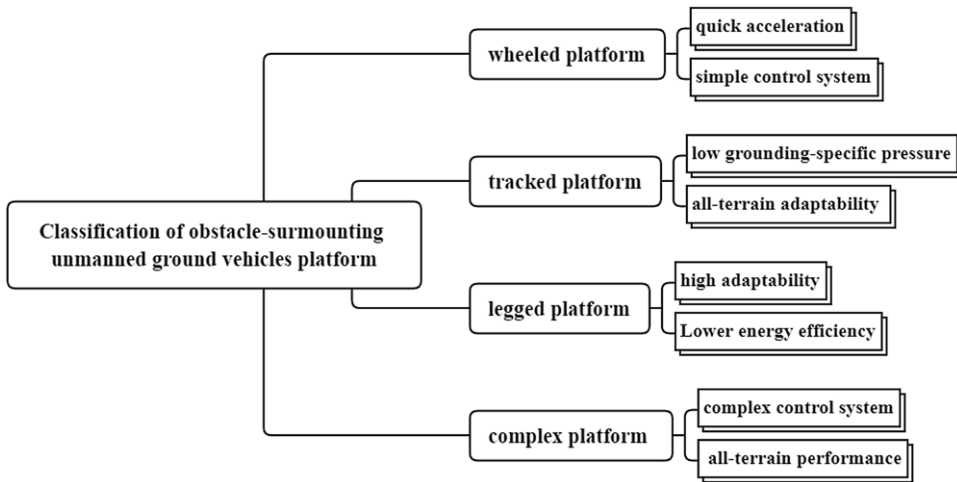 Classification of obstacle-surmounting
unmanned ground vehicles platform
wheeled platform
quick acceleration
simple control system
tracked platform
low grounding-specific pressure
all-terrain adaptability
legged platform
high adaptability
Lower energy efficiency
complex platform
complex control system
all-terrain performance